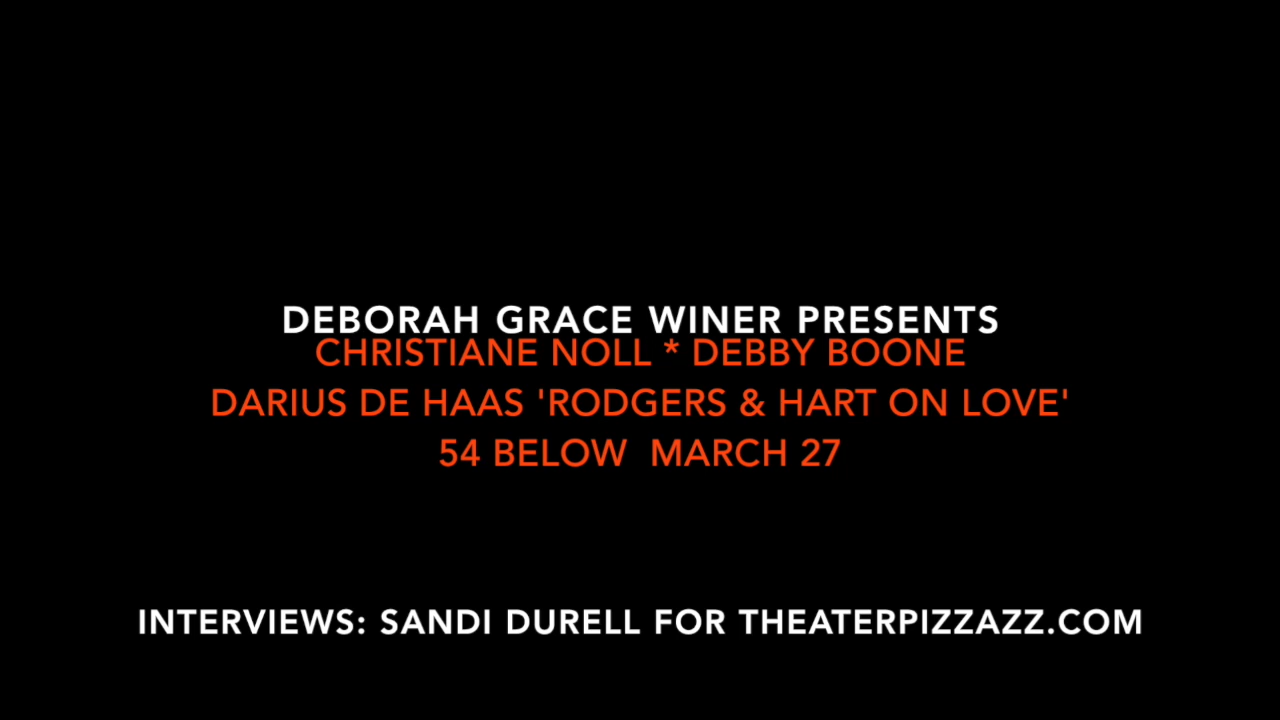 DEBORAH GRACE WINER PRESENTS
CHRISTIANE NOLL * DEBBY BOONE
DARIUS DE HAAS 'RODGERS & HART ON LOVE'
54 BELOW  MARCH 27
INTERVIEWS: SANDI DURELL FOR THEATERPIZZAZZ.COM